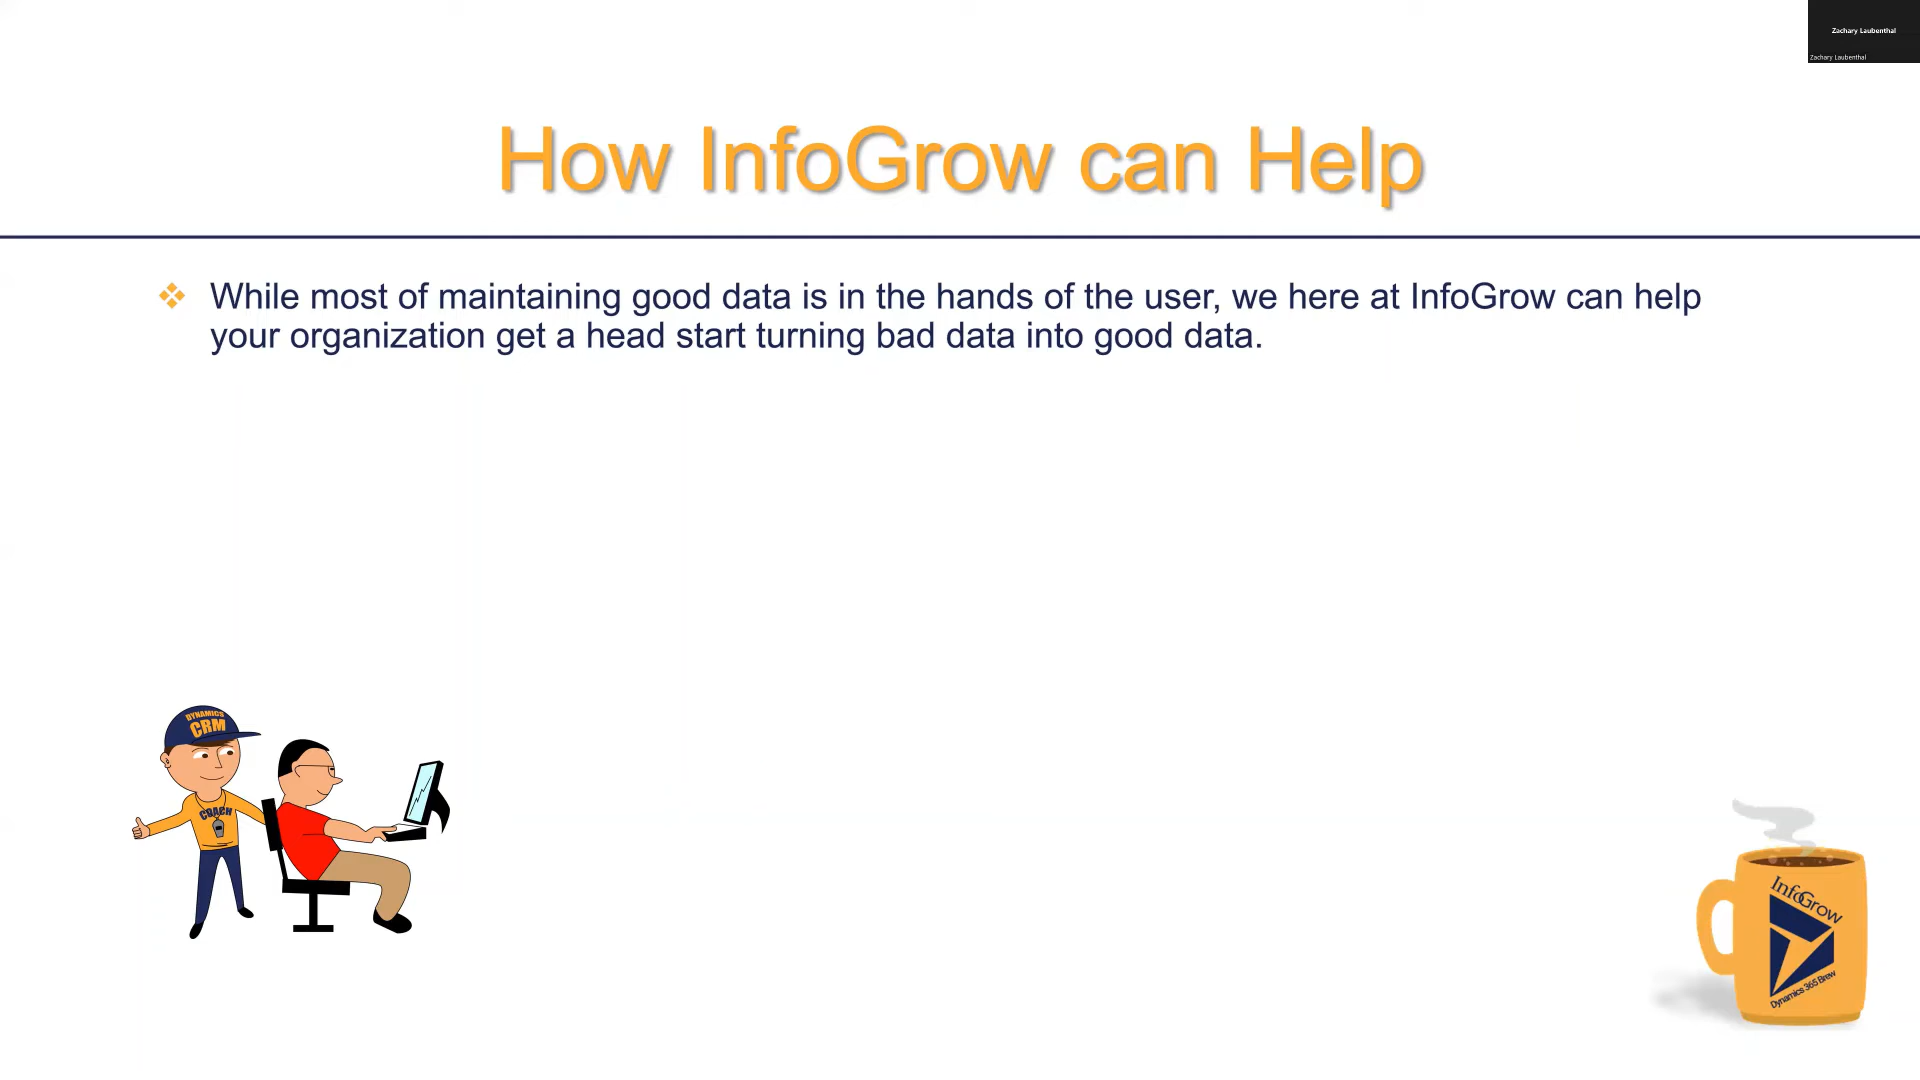 Zachary Laubenthal
Zachary Laubenthal
How InfoGrow can Help
While most of maintaining good data is in the hands of the user, we here at InfoGrow can help
your organization get a head start turning bad data into good data.
DYNAMICS
CRM
COACH
InfoGrow
Dynamics 365 Brew